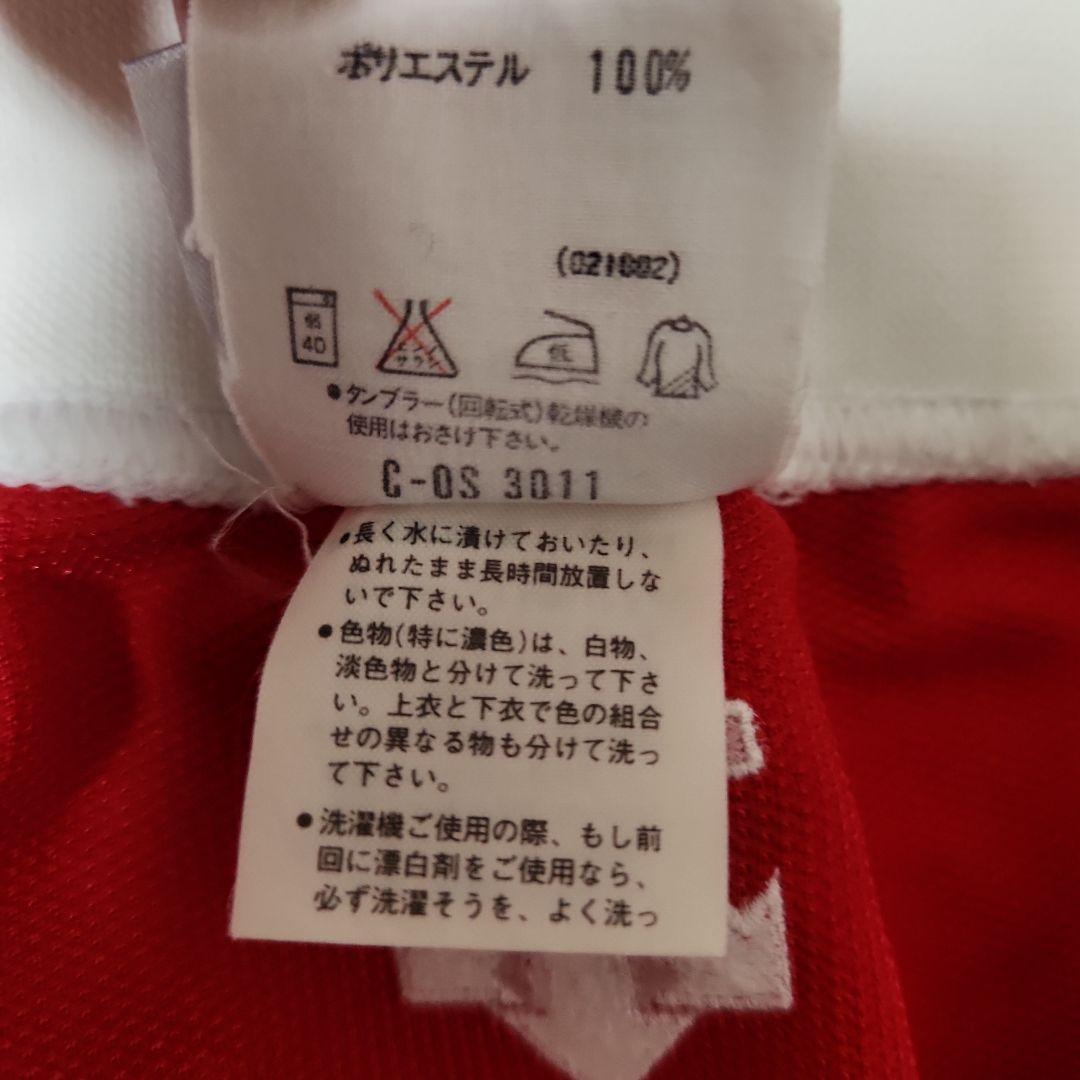 ポリエステル 100%
(021002)
弱
40
エンソ
サラシ
低
●タンブラー(回転式)乾燥機の
使用はおさけ下さい。
C-OS 3011
●長く水に漬けておいたり、
ぬれたまま長時間放置しな
いで下さい。
●色物(特に濃色)は、白物、
淡色物と分けて洗って下さ
い。上衣と下衣で色の組合
せの異なる物も分けて洗っ
て下さい。
●洗濯機ご使用の際、もし前
回に漂白剤をご使用なら、
必ず洗濯そうを、よく洗っ